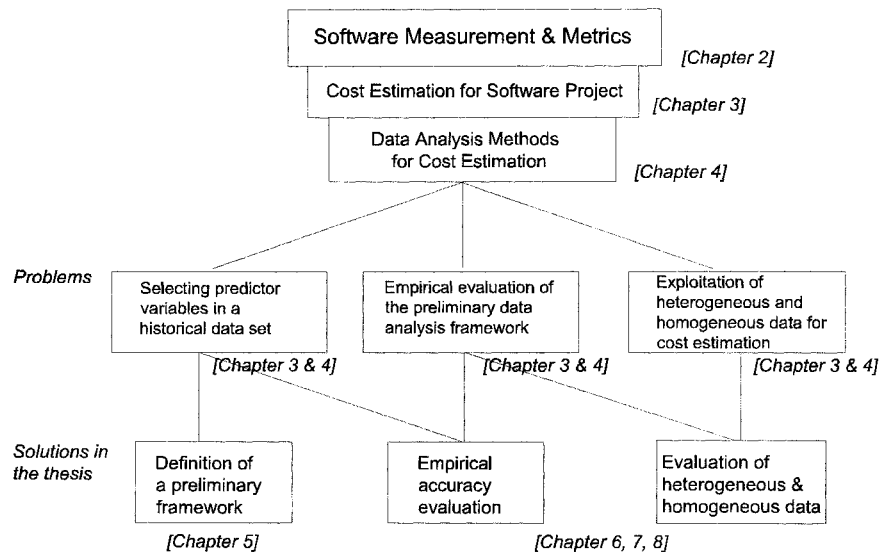 Software Measurement & Metrics
[Chapter 2]
Cost Estimation for Software Project
[Chapter 3]
Data Analysis Methods
for Cost Estimation
[Chapter 4]
Problems
Selecting predictor
variables in a
historical data set
[Chapter 3 & 4]
Empirical evaluation of
the preliminary data
analysis framework
[Chapter 3 & 4]
Exploitation of
heterogeneous and
homogeneous data for
cost estimation
[Chapter 3 & 4]
Solutions in
the thesis
Definition of
a preliminary
framework
[Chapter 5]
Empirical
accuracy
evaluation
Evaluation of
heterogeneous &
homogeneous data
[Chapter 6, 7, 8]